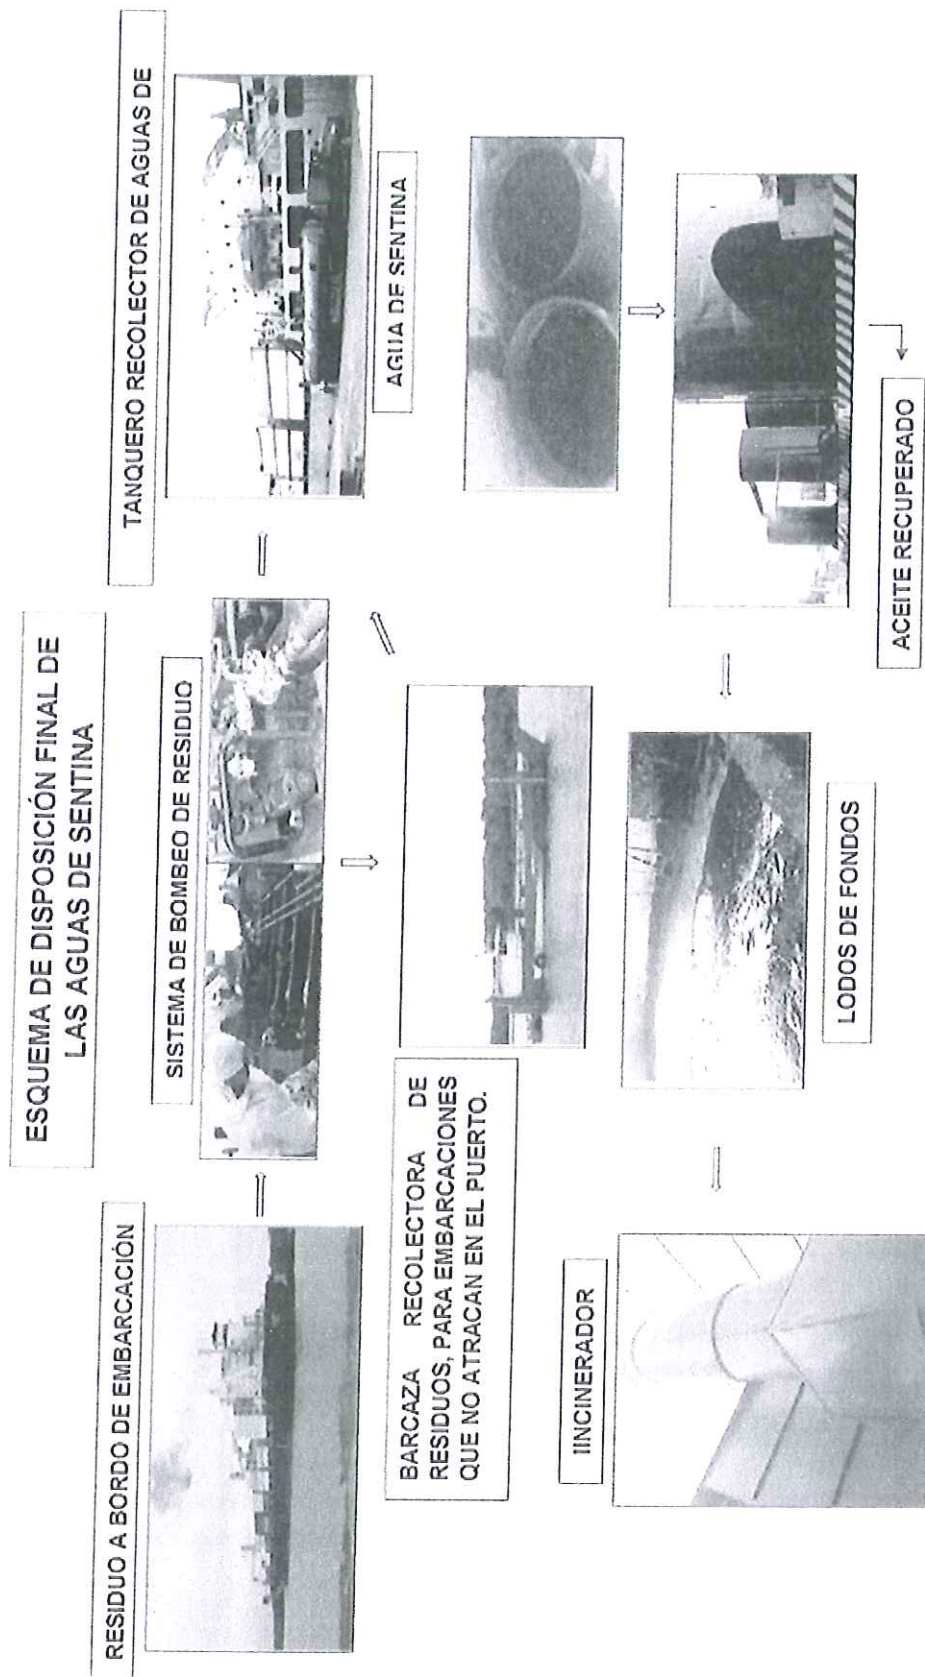 ESQUEMA DE DISPOSICIÓN FINAL DE
LAS AGUAS DE SENTINA
RESIDUO A BORDO DE EMBARCACIÓN
SISTEMA DE BOMBEO DE RESIDUO
TANQUERO RECOLECTOR DE AGUAS DE
BARCAZA RECOLECTORA DE
RESIDUOS, PARA EMBARCACIONES
QUE NO ATRACAN EN EL PUERTO.
AGUA DE SENTINA
IINCINERADOR
LODOS DE FONDOS
ACEITE RECUPERADO